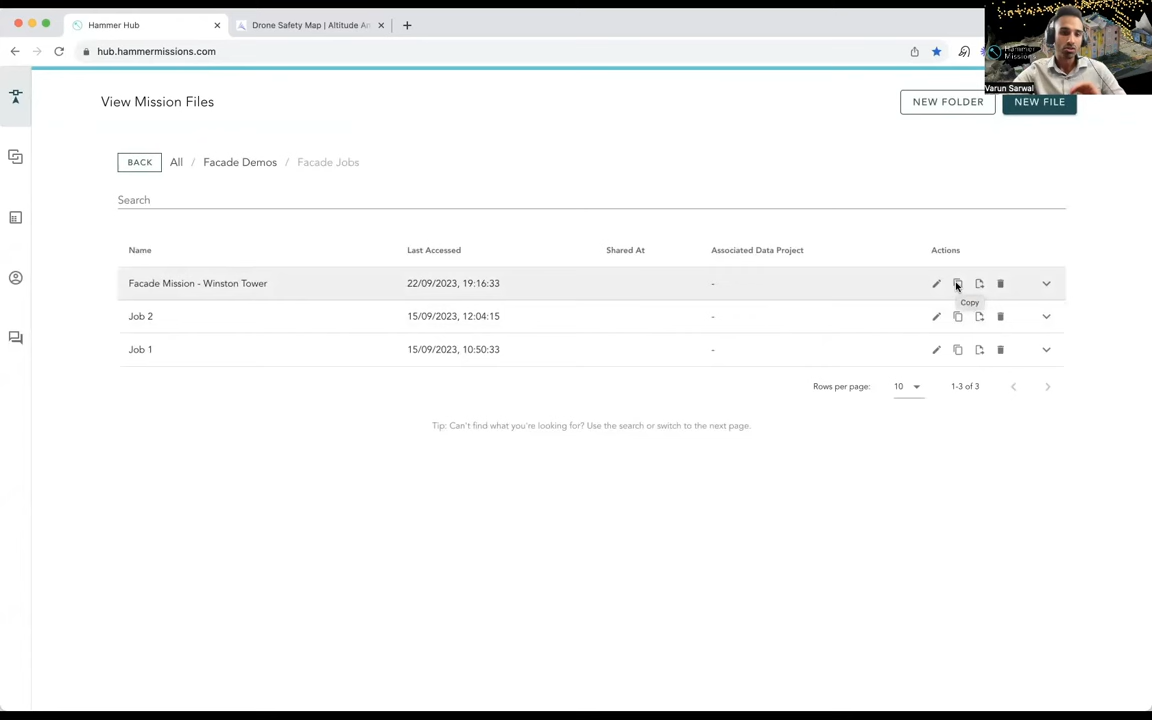 Hammer Hub
Drone Safety Map | Altitude An
hub.hammermissions.com
Hammer
Missions
Varun Sarwal
View Mission Files
NEW FOLDER
NEW FILE
BACK
All / Facade Demos / Facade Jobs
Search
Name Last Accessed Shared At Associated Data Project Actions
Facade Mission - Winston Tower 22/09/2023, 19:16:33 -
Copy
Job 2 15/09/2023, 12:04:15 -
Job 1 15/09/2023, 10:50:33 -
Rows per page: 10 1-3 of 3
Tip: Can't find what you're looking for? Use the search or switch to the next page.